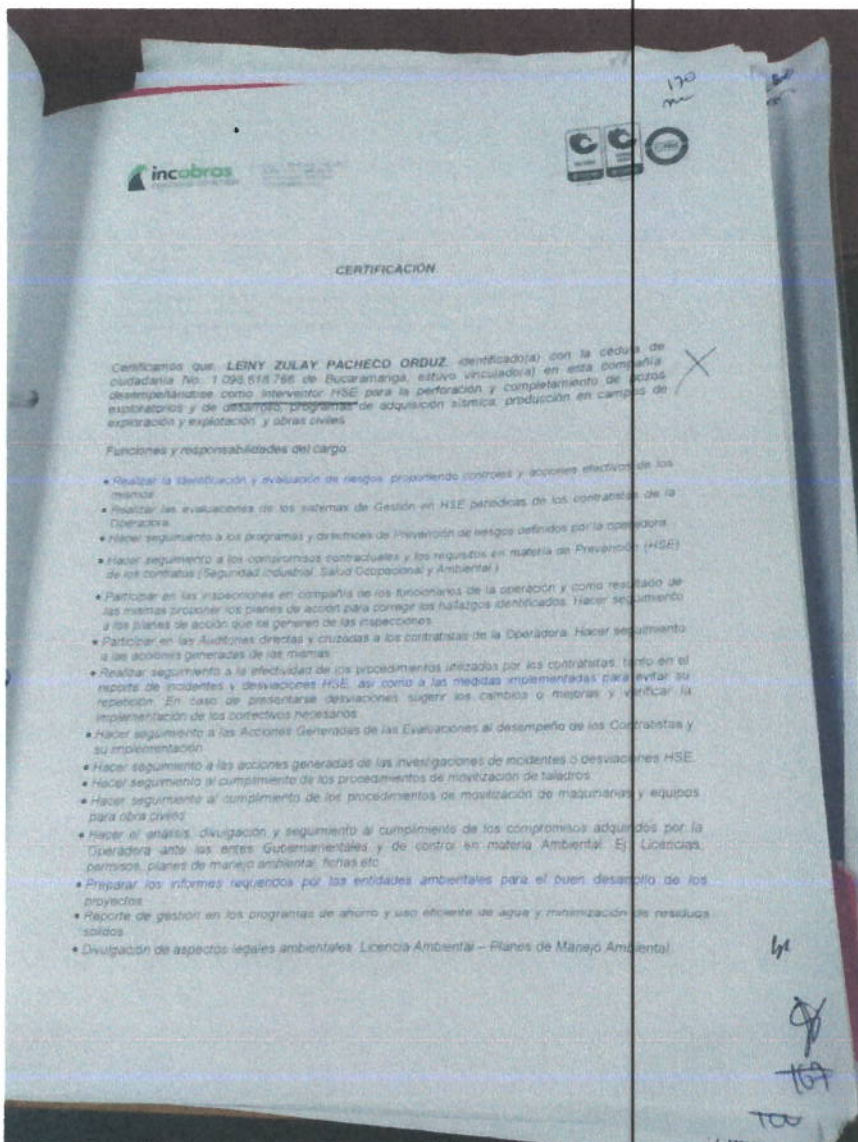 170
incobras
CERTIFICACIÓN
Certificamos que, LEINY ZULAY PACHECO ORDUZ, identificado(a) con la cédula de
ciudadanía No. 1.098.618.766 de Bucaramanga, estuvo vinculado(a) en esta compañía
desempeñándose como Interventor HSE para la perforación y completamiento de pozos
exploratorios y de desarrollo, programas de adquisición sísmica, producción en campos de
exploración y explotación y obras civiles.
Funciones y responsabilidades del cargo:
• Realizar la identificación y evaluación de riesgos, proponiendo controles y acciones efectivos de los
mismos.
• Realizar las evaluaciones de los sistemas de Gestión en HSE periódicas de los contratistas de la
Operadora.
• Hacer seguimiento a los programas y directrices de Prevención de riesgos definidos por la operadora.
• Hacer seguimiento a los compromisos contractuales y los requisitos en materia de Prevención (HSE)
de los contratos (Seguridad Industrial, Salud Ocupacional y Ambiental.)
• Participar en las inspecciones en compañía de los funcionarios de la operación y como resultado de
las mismas proponer los planes de acción para corregir los hallazgos identificados. Hacer seguimiento
a los planes de acción que se generen de las inspecciones.
• Participar en las Auditorías directas y cruzadas a los contratistas de la Operadora. Hacer seguimiento
a las acciones generadas de las mismas.
• Realizar seguimiento a la efectividad de los procedimientos utilizados por los contratistas, tanto en el
reporte de incidentes y desviaciones HSE, así como a las medidas implementadas para evitar su
repetición. En caso de presentarse desviaciones sugerir los cambios o mejoras y verificar la
implementación de los correctivos necesarios.
• Hacer seguimiento a las Acciones Generadas de las Evaluaciones al desempeño de los Contratistas y
su implementación.
• Hacer seguimiento a las acciones generadas de las investigaciones de incidentes o desviaciones HSE.
• Hacer seguimiento al cumplimiento de los procedimientos de movilización de taladros.
• Hacer seguimiento al cumplimiento de los procedimientos de movilización de maquinarias y equipos
para obra civiles.
• Hacer el análisis, divulgación y seguimiento al cumplimiento de los compromisos adquiridos por la
Operadora ante los entes Gubernamentales y de control en materia Ambiental. Ej. Licencias,
permisos, planes de manejo ambiental, fichas etc.
• Preparar los informes requeridos por las entidades ambientales para el buen desarrollo de los
proyectos.
• Reporte de gestión en los programas de ahorro y uso eficiente de agua y minimización de residuos
sólidos.
• Divulgación de aspectos legales ambientales. Licencia Ambiental – Planes de Manejo Ambiental.
167